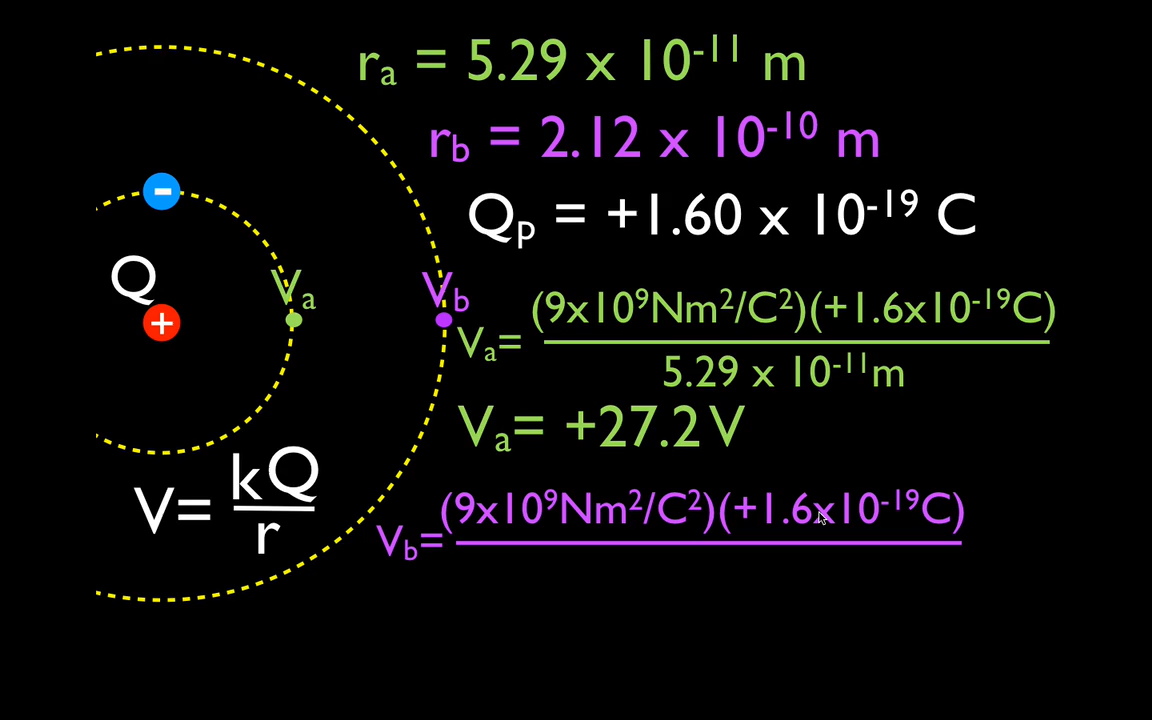 rₐ = 5.29 x 10⁻¹¹ m
r_b = 2.12 x 10⁻¹⁰ m
Qₚ = +1.60 x 10⁻¹⁹ C
-
Q
+
Vₐ
V_b
Vₐ= (9x10⁹Nm²/C²)(+1.6x10⁻¹⁹C)
5.29 x 10⁻¹¹m
Vₐ= +27.2 V
V= kQ
r
V_b= (9x10⁹Nm²/C²)(+1.6x10⁻¹⁹C)